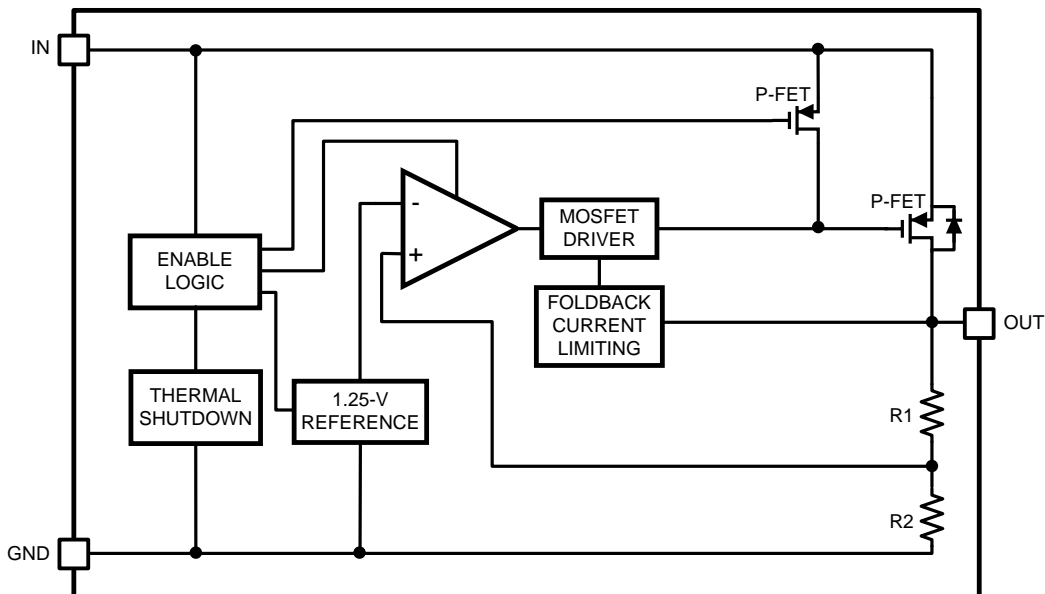 IN
P-FET
P-FET
-
+
MOSFET
DRIVER
ENABLE
LOGIC
FOLDBACK
CURRENT
LIMITING
OUT
THERMAL
SHUTDOWN
1.25-V
REFERENCE
R1
R2
GND